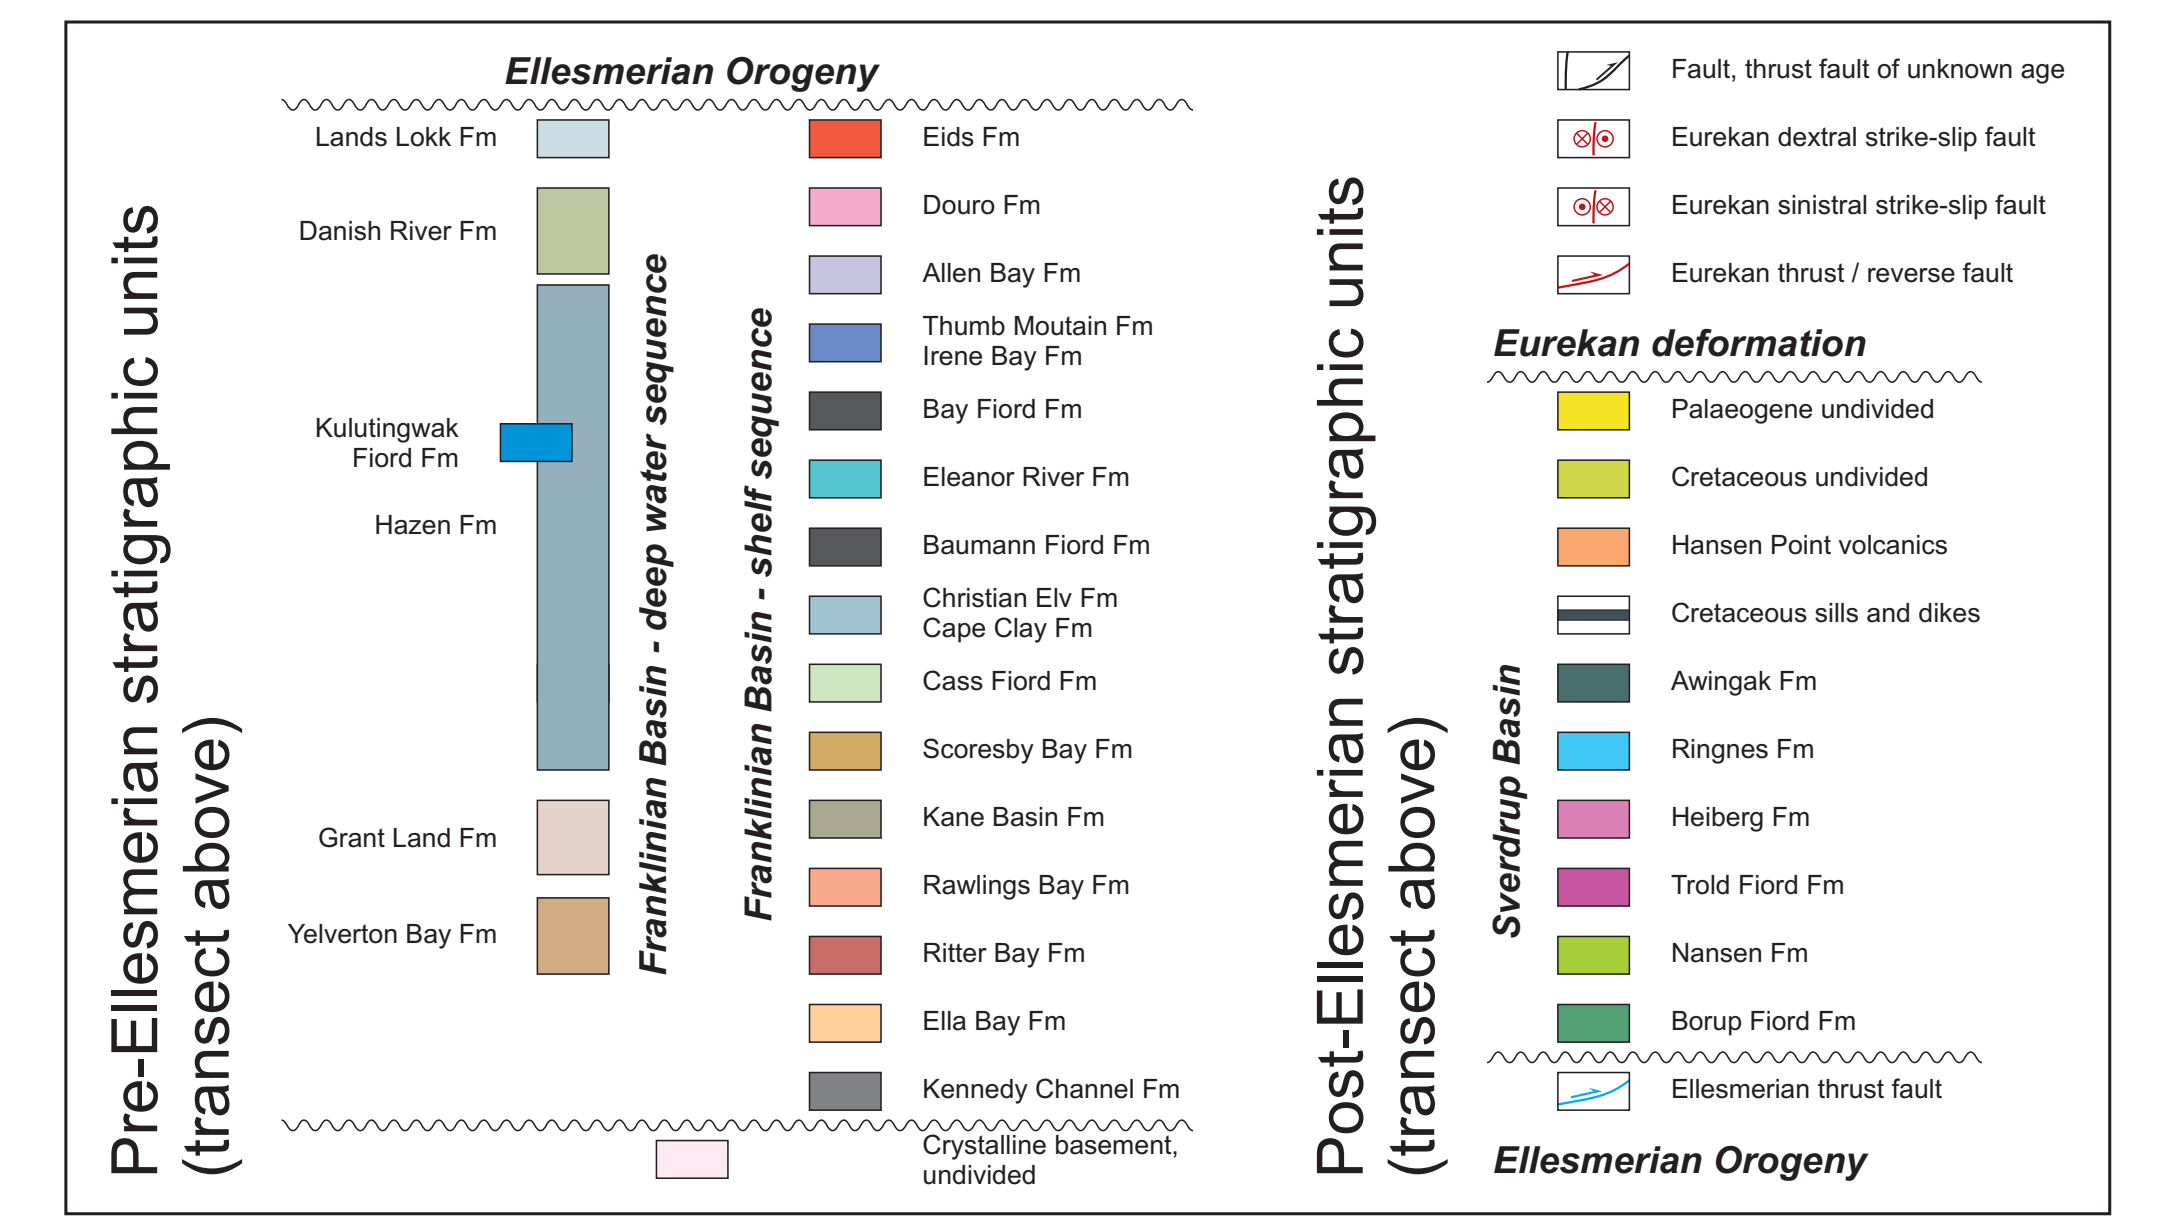 Pre-Ellesmerian stratigraphic units
(transect above)
Ellesmerian Orogeny
Lands Lokk Fm
Danish River Fm
Kulutingwak
Fiord Fm
Hazen Fm
Grant Land Fm
Yelverton Bay Fm
Franklinian Basin - deep water sequence
Franklinian Basin - shelf sequence
Eids Fm
Douro Fm
Allen Bay Fm
Thumb Moutain Fm
Irene Bay Fm
Bay Fiord Fm
Eleanor River Fm
Baumann Fiord Fm
Christian Elv Fm
Cape Clay Fm
Cass Fiord Fm
Scoresby Bay Fm
Kane Basin Fm
Rawlings Bay Fm
Ritter Bay Fm
Ella Bay Fm
Kennedy Channel Fm
Crystalline basement,
undivided
Post-Ellesmerian stratigraphic units
(transect above)
Fault, thrust fault of unknown age
Eurekan dextral strike-slip fault
Eurekan sinistral strike-slip fault
Eurekan thrust / reverse fault
Eurekan deformation
Sverdrup Basin
Palaeogene undivided
Cretaceous undivided
Hansen Point volcanics
Cretaceous sills and dikes
Awingak Fm
Ringnes Fm
Heiberg Fm
Trold Fiord Fm
Nansen Fm
Borup Fiord Fm
Ellesmerian thrust fault
Ellesmerian Orogeny